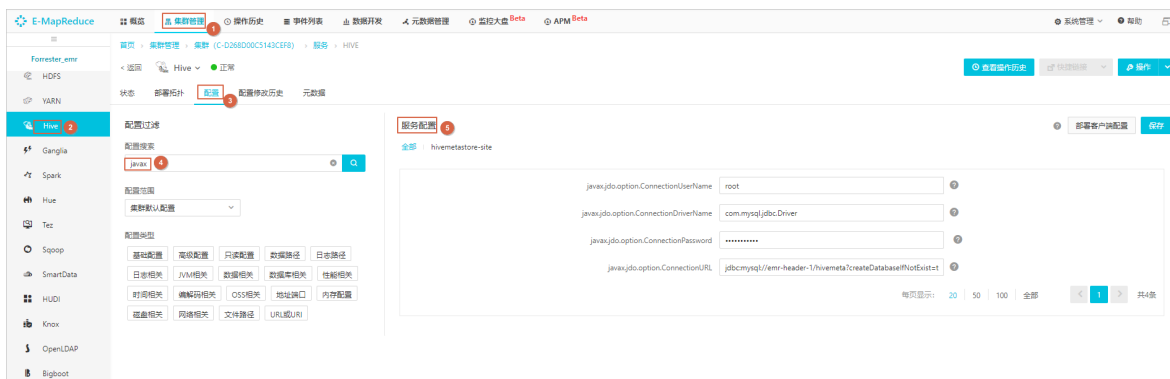 E-MapReduce 概览 集群管理 操作历史 事件列表 数据开发 元数据管理 监控大盘 Beta APM Beta 系统管理 帮助
1
首页 集群管理 集群 (C-D268D00C5143CEF8) 服务 HIVE
Forrester_emr
<返回 Hive 正常 查看操作历史 快捷链接 操作
HDFS
状态 部署拓扑 配置 配置修改历史 元数据
3
YARN
Hive 2
配置过滤 服务配置 5 部署客户端配置 保存
配置搜索 全部 hivemetastore-site
Ganglia
javax 4
Spark
配置范围 javax.jdo.option.ConnectionUserName root
集群默认配置 javax.jdo.option.ConnectionDriverName com.mysql.jdbc.Driver
Hue
Tez
配置类型 javax.jdo.option.ConnectionPassword •••••••••••
基础配置 高级配置 只读配置 数据路径 日志路径
Sqoop
日志相关 JVM相关 数据相关 数据库相关 性能相关 javax.jdo.option.ConnectionURL jdbc:mysql://emr-header-1/hivemeta?createDatabaseIfNotExist=t
SmartData
时间相关 编解码相关 OSS相关 地址端口 内存配置 每页显示: 20 50 100 全部 < 1 > 共4条
HUDI
磁盘相关 网络相关 文件路径 URL或URI
Knox
OpenLDAP
Bigboot